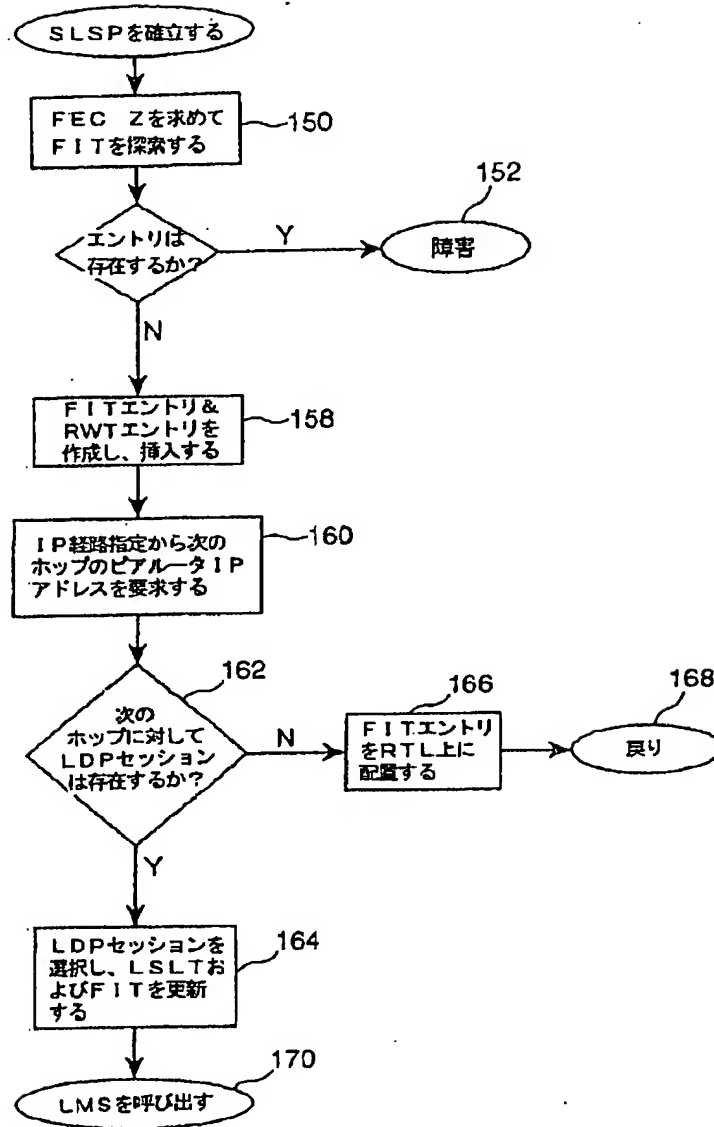 SLSPを確立する
FEC Zを求めて
FITを探索する
150
152
エントリは
存在するか?
Y
障害
N
FITエントリ&
RWTエントリを
作成し、挿入する
158
IP経路指定から次の
ホップのピアルータIP
アドレスを要求する
160
162
次の
ホップに対して
LDPセッション
は存在するか?
N
166
FITエントリ
をRTL上に
配置する
168
戻り
Y
LDPセッションを
選択し、LSLTお
よびFITを更新
する
164
170
LMSを呼び出す